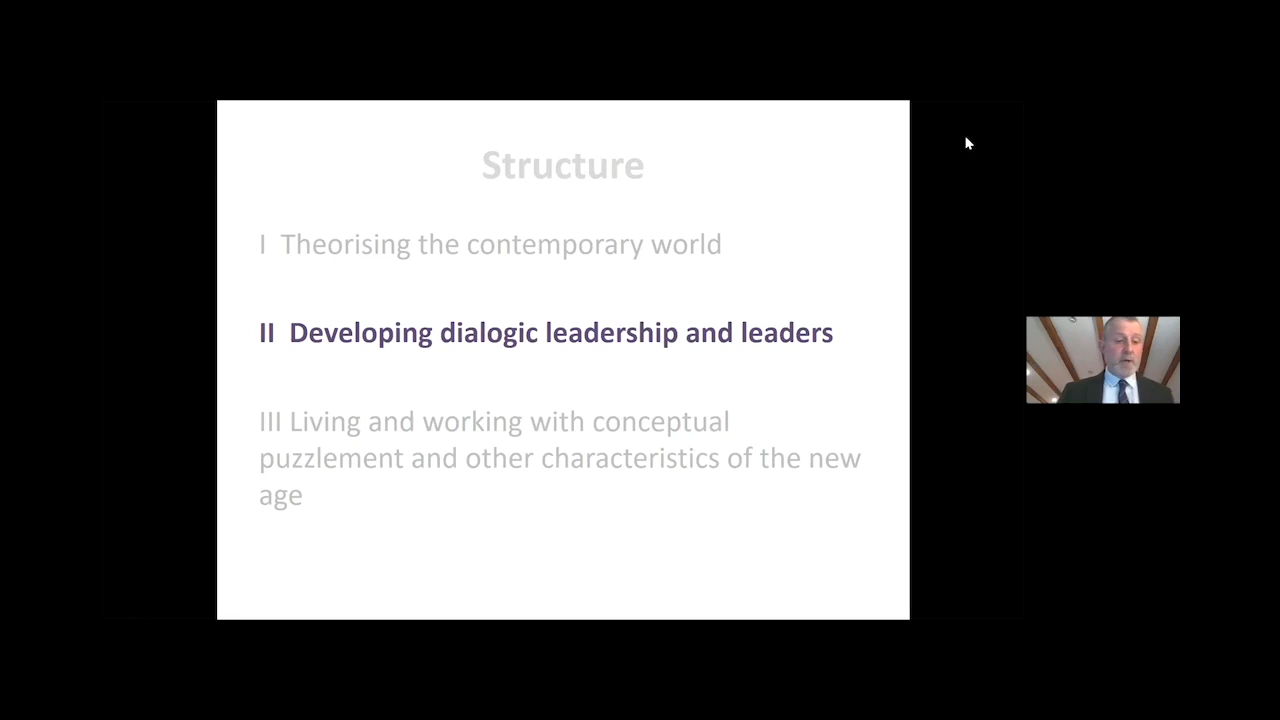 Structure
I Theorising the contemporary world
II Developing dialogic leadership and leaders
III Living and working with conceptual
puzzlement and other characteristics of the new
age